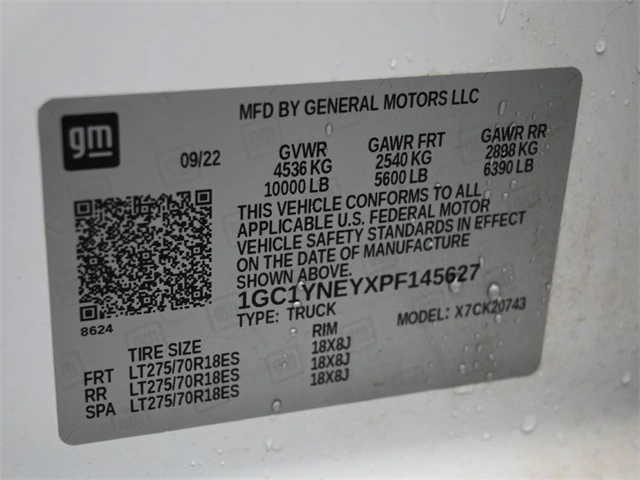 gm
MFD BY GENERAL MOTORS LLC
09/22
GVWR GAWR FRT GAWR RR
4536 KG 2540 KG 2898 KG
10000 LB 5600 LB 6390 LB
THIS VEHICLE CONFORMS TO ALL
APPLICABLE U.S. FEDERAL MOTOR
VEHICLE SAFETY STANDARDS IN EFFECT
ON THE DATE OF MANUFACTURE
SHOWN ABOVE.
1GC1YNEYXPF145627
8624
TYPE: TRUCK MODEL: X7CK20743
TIRE SIZE RIM
FRT LT275/70R18ES 18X8J
RR LT275/70R18ES 18X8J
SPA LT275/70R18ES 18X8J